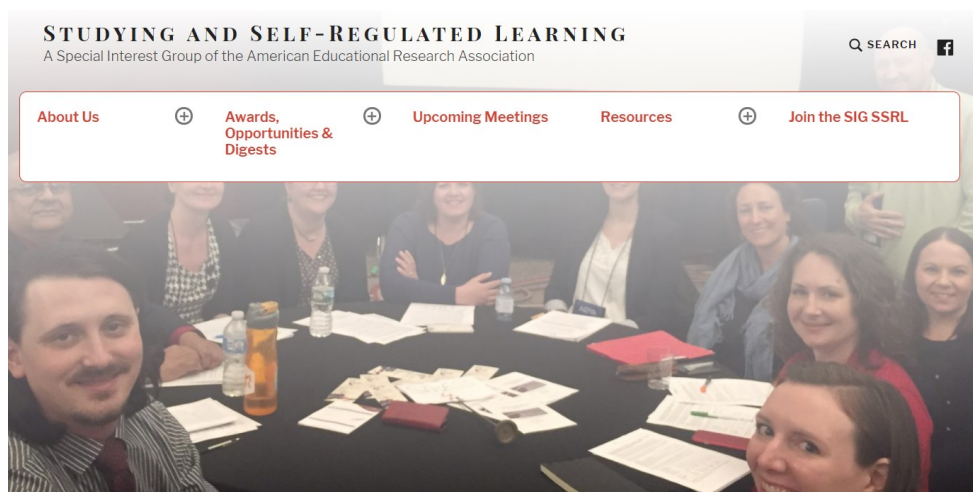 STUDYING AND SELF-REGULATED LEARNING
A Special Interest Group of the American Educational Research Association
SEARCH
About Us
Awards,
Opportunities &
Digests
Upcoming Meetings
Resources
Join the SIG SSRL